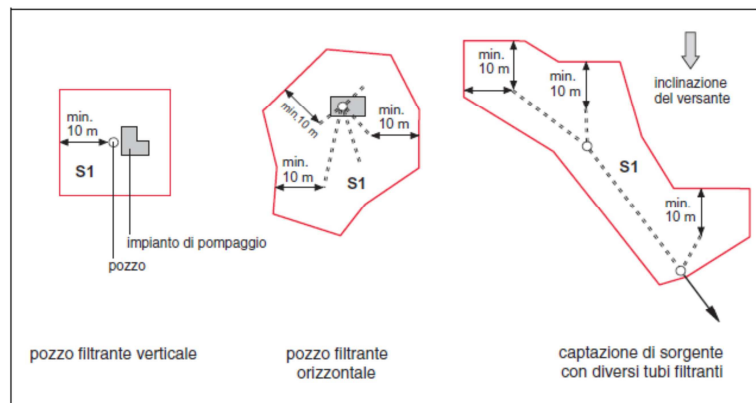 min.
10 m
S1
impianto di pompaggio
pozzo
pozzo filtrante verticale
min.10 m
min.
10 m
min.
10 m
S1
pozzo filtrante
orizzontale
min.
10 m
min.
10 m
inclinazione
del versante
S1
min.
10 m
captazione di sorgente
con diversi tubi filtranti